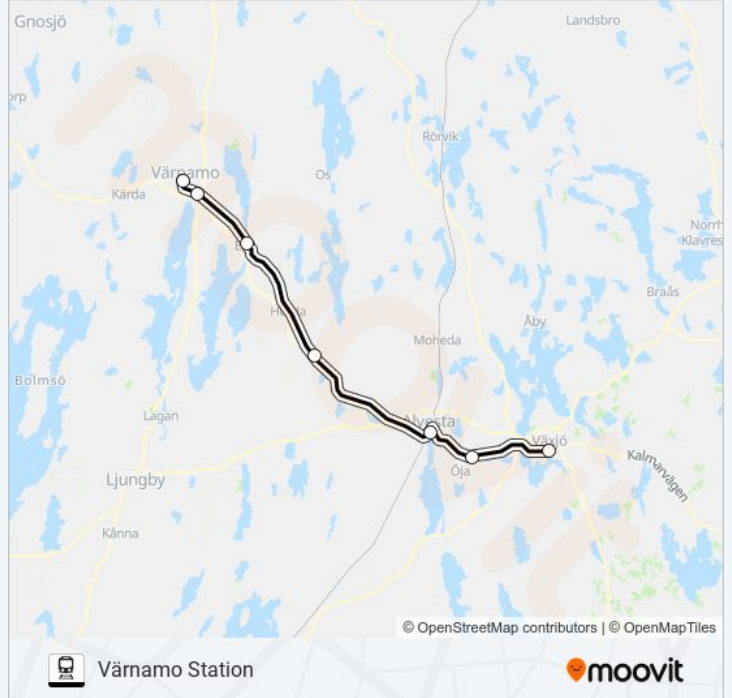 Gnosjö
Landsbro
orp
Rörvik
Värnamo
Os
Kärda
Norrh
Klavres
Braås
Åby
Moheda
Bolmsö
Lagan
Alvesta
Växjö
Öja
Kalmarvägen
Ljungby
Kånna
© OpenStreetMap contributors | © OpenMapTiles
Värnamo Station
moovit